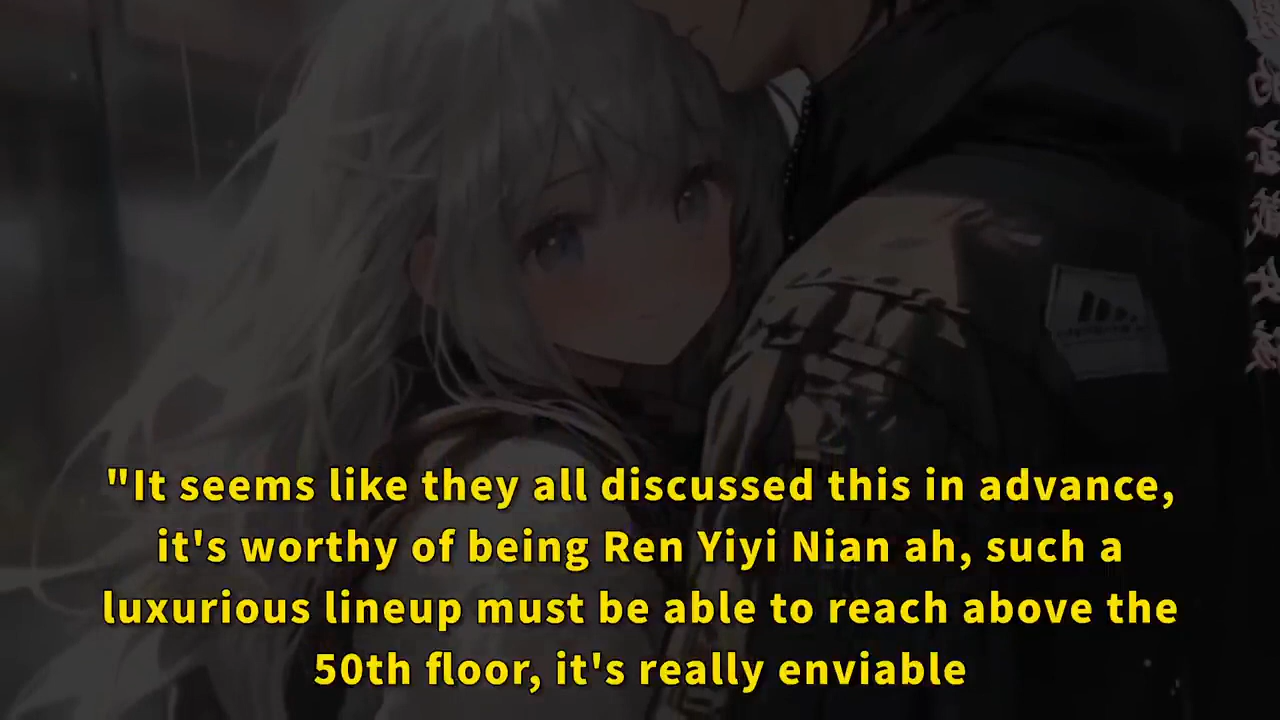 "It seems like they all discussed this in advance,
it's worthy of being Ren Yiyi Nian ah, such a
luxurious lineup must be able to reach above the
50th floor, it's really enviable